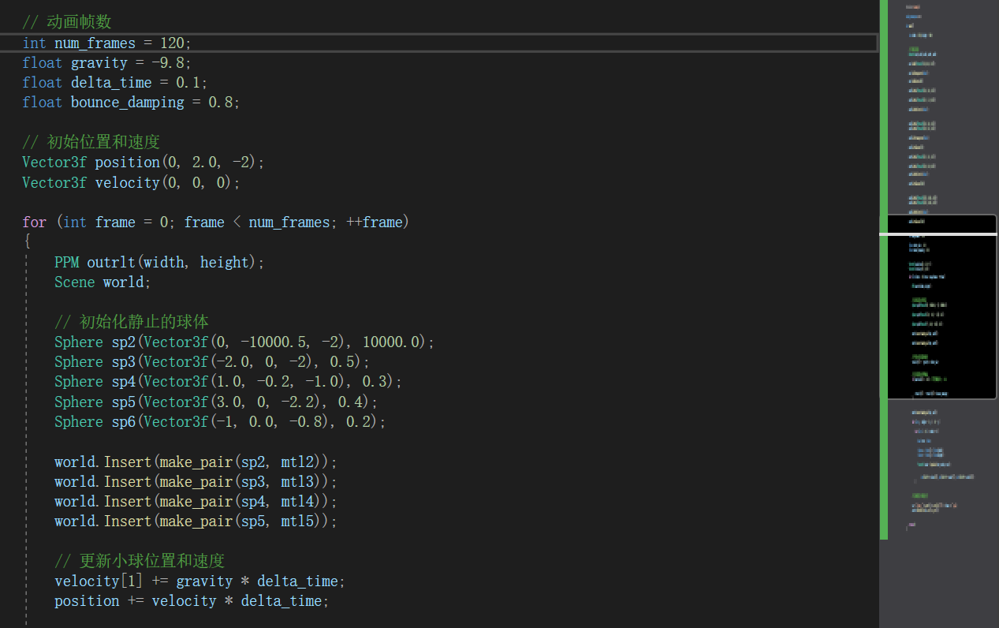 // 动画帧数
int num_frames = 120;
float gravity = -9.8;
float delta_time = 0.1;
float bounce_damping = 0.8;
// 初始位置和速度
Vector3f position(0, 2.0, -2);
Vector3f velocity(0, 0, 0);
for (int frame = 0; frame < num_frames; ++frame)
{
PPM outrlt(width, height);
Scene world;
// 初始化静止的球体
Sphere sp2(Vector3f(0, -10000.5, -2), 10000.0);
Sphere sp3(Vector3f(-2.0, 0, -2), 0.5);
Sphere sp4(Vector3f(1.0, -0.2, -1.0), 0.3);
Sphere sp5(Vector3f(3.0, 0, -2.2), 0.4);
Sphere sp6(Vector3f(-1, 0.0, -0.8), 0.2);
world.Insert(make_pair(sp2, mtl2));
world.Insert(make_pair(sp3, mtl3));
world.Insert(make_pair(sp4, mtl4));
world.Insert(make_pair(sp5, mtl5));
// 更新小球位置和速度
velocity[1] += gravity * delta_time;
position += velocity * delta_time;